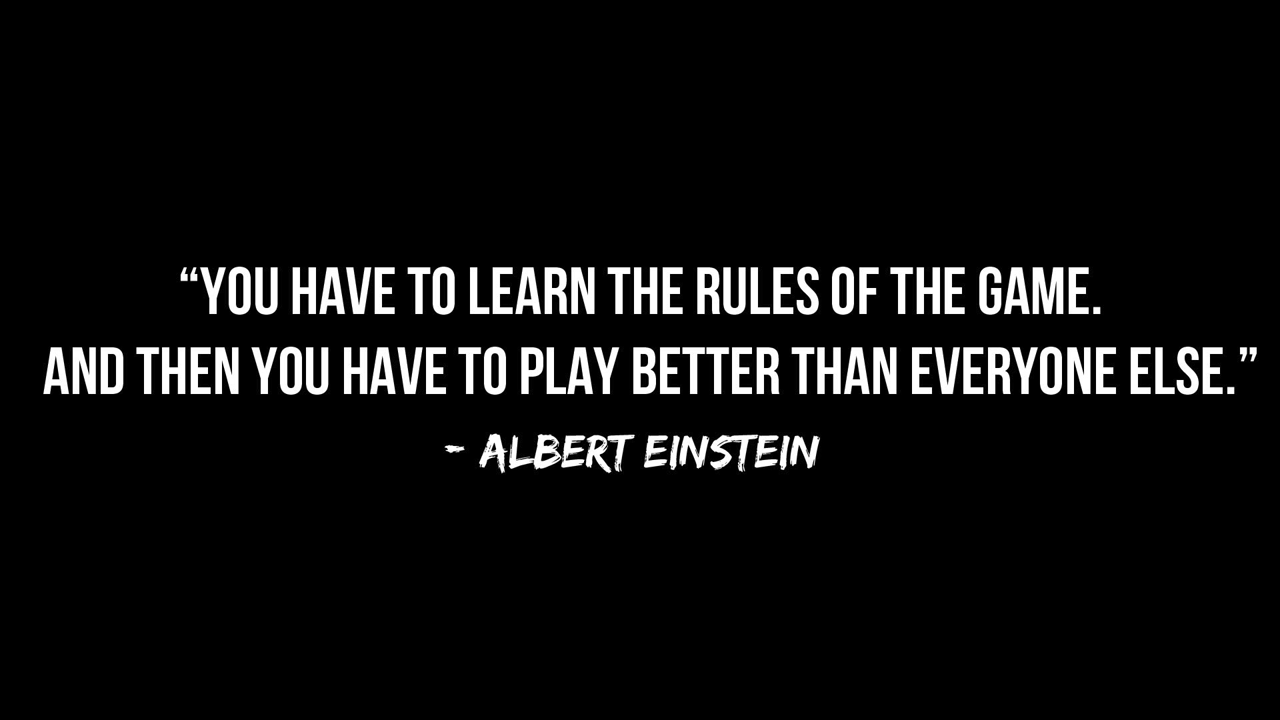 “YOU HAVE TO LEARN THE RULES OF THE GAME.
AND THEN YOU HAVE TO PLAY BETTER THAN EVERYONE ELSE.”
- ALBERT EINSTEIN